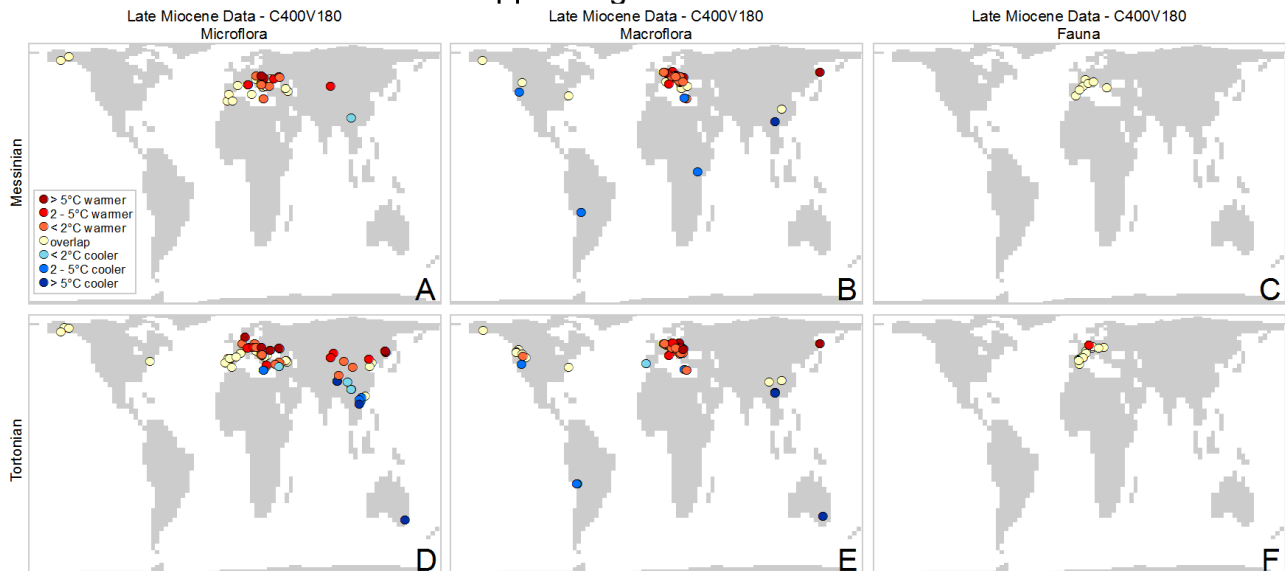 Late Miocene Data - C400V180
Microflora
Late Miocene Data - C400V180
Macroflora
Late Miocene Data - C400V180
Fauna
Messinian
> 5°C warmer
2 - 5°C warmer
< 2°C warmer
overlap
< 2°C cooler
2 - 5°C cooler
> 5°C cooler
A
B
C
Tortonian
D
E
F